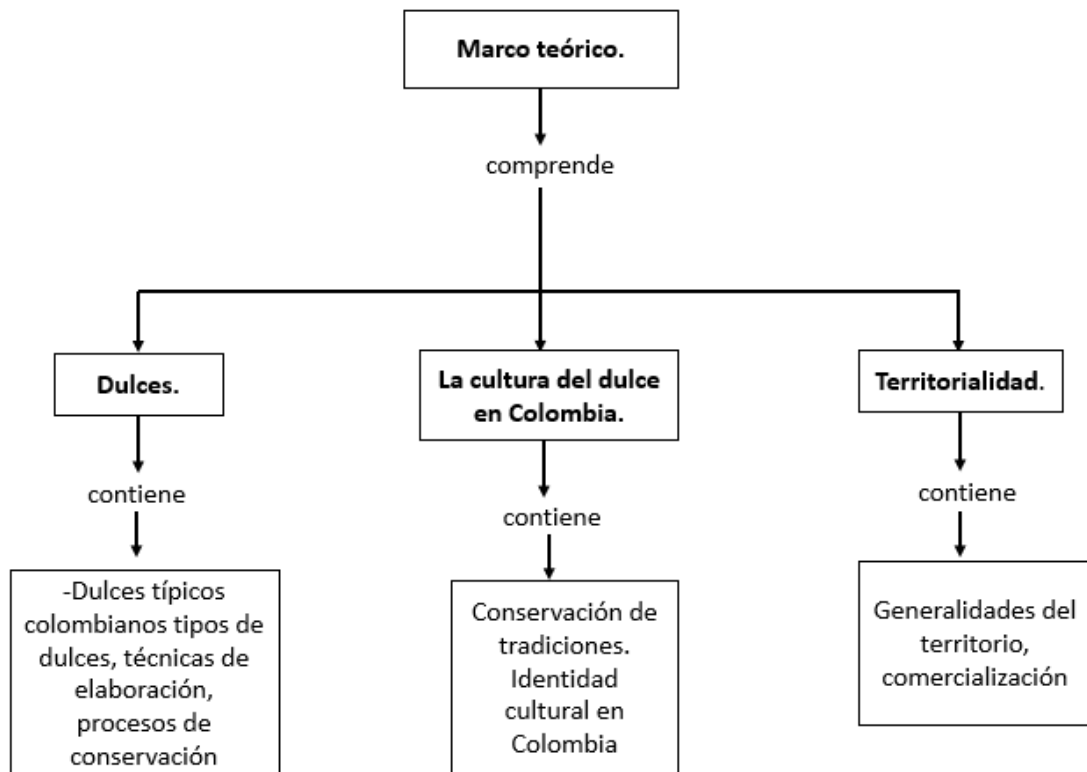 Marco teórico.
comprende
Dulces.
contiene
-Dulces típicos
colombianos tipos de
dulces, técnicas de
elaboración,
procesos de
conservación
La cultura del dulce
en Colombia.
contiene
Conservación de
tradiciones.
Identidad
cultural en
Colombia
Territorialidad.
contiene
Generalidades del
territorio,
comercialización